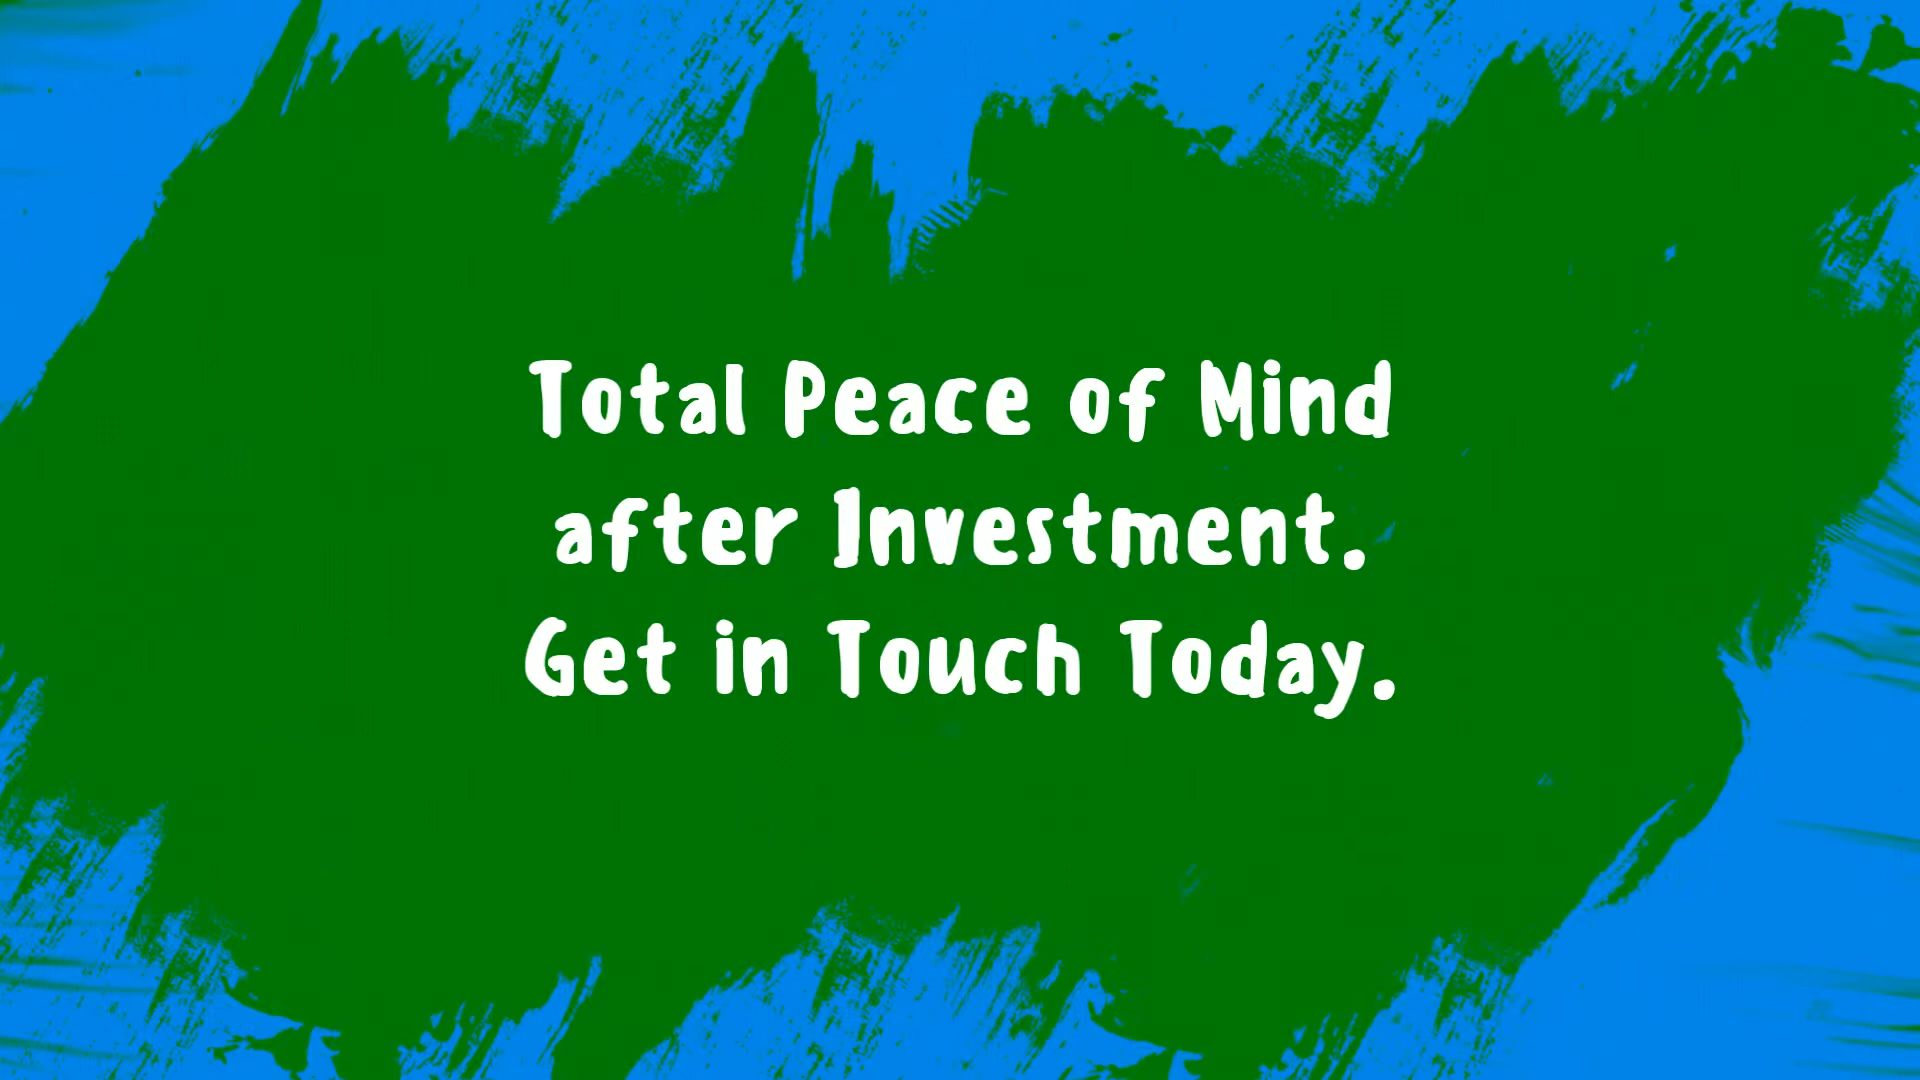 Total Peace of Mind
after Investment.
Get in Touch Today.